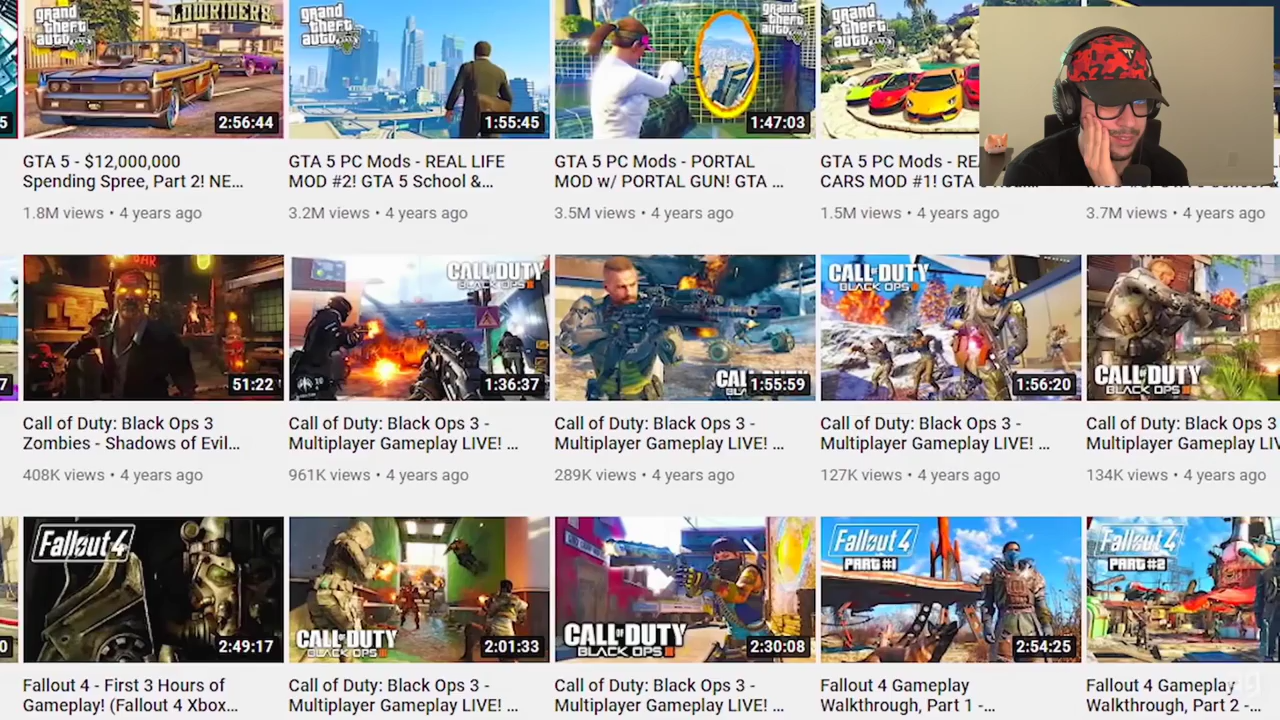 grand
theft
auto
LOWRIDERS
2:56:44
grand
theft
auto
1:55:45
grand
theft
auto
1:47:03
grand
theft
auto
5
GTA 5 - $12,000,000
Spending Spree, Part 2! NE...
1.8M views • 4 years ago
GTA 5 PC Mods - REAL LIFE
MOD #2! GTA 5 School &...
3.2M views • 4 years ago
GTA 5 PC Mods - PORTAL
MOD w/ PORTAL GUN! GTA ...
3.5M views • 4 years ago
GTA 5 PC Mods -
CARS MOD #1! GTA
1.5M views • 4 years ago
3.7M views • 4 years ago
7
51:22
CALL OF DUTY
BLACK OPS III
1:36:37
CALL
1:55:59
CALL OF DUTY
BLACK OPS III
1:56:20
CALL OF DUTY
BLACK OPS III
Call of Duty: Black Ops 3
Zombies - Shadows of Evil...
408K views • 4 years ago
Call of Duty: Black Ops 3 -
Multiplayer Gameplay LIVE! ...
961K views • 4 years ago
Call of Duty: Black Ops 3 -
Multiplayer Gameplay LIVE! ...
289K views • 4 years ago
Call of Duty: Black Ops 3 -
Multiplayer Gameplay LIVE! ...
127K views • 4 years ago
Call of Duty: Black Ops 3
Multiplayer Gameplay LIV
134K views • 4 years ago
0
Fallout 4
2:49:17
CALL OF DUTY
BLACK OPS III
2:01:33
CALL OF DUTY
BLACK OPS III
2:30:08
Fallout 4
PART #1
2:54:25
Fallout 4
PART #2
Fallout 4 - First 3 Hours of
Gameplay! (Fallout 4 Xbox...
Call of Duty: Black Ops 3 -
Multiplayer Gameplay LIVE! ...
Call of Duty: Black Ops 3 -
Multiplayer Gameplay LIVE! ...
Fallout 4 Gameplay
Walkthrough, Part 1 -...
Fallout 4 Gameplay
Walkthrough, Part 2 -...